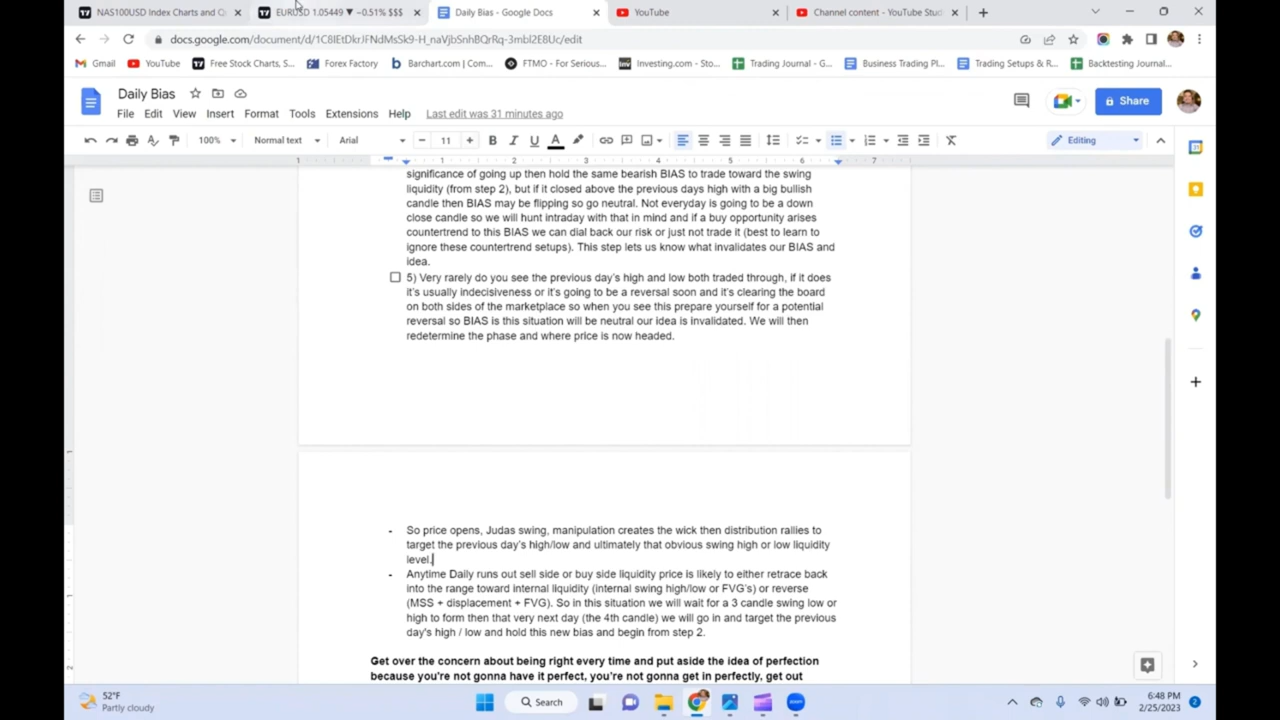 NAS100USD Index Charts and Q
EURUSD 1.05449 ▼ −0.51% $$$
Daily Bias - Google Docs
YouTube
Channel content - YouTube Stud
docs.google.com/document/d/1C8IEtDkrJFNdMsSk9-H_naVjbSnhBQrRq-3mbl2E8Uc/edit
Gmail
YouTube
Free Stock Charts, S...
Forex Factory
Barchart.com | Com...
FTMO - For Serious...
Investing.com - Sto...
Trading Journal - G...
Business Trading Pl...
Trading Setups & R...
Backtesting Journal...
Daily Bias
File Edit View Insert Format Tools Extensions Help Last edit was 31 minutes ago
Share
100% Normal text Arial 11 Editing
1 1 2 3 4 5 6 7
significance of going up then hold the same bearish BIAS to trade toward the swing
liquidity (from step 2), but if it closed above the previous days high with a big bullish
candle then BIAS may be flipping so go neutral. Not everyday is going to be a down
close candle so we will hunt intraday with that in mind and if a buy opportunity arises
countertrend to this BIAS we can dial back our risk or just not trade it (best to learn to
ignore these countertrend setups). This step lets us know what invalidates our BIAS and
idea.
5) Very rarely do you see the previous day's high and low both traded through, if it does
it's usually indecisiveness or it's going to be a reversal soon and it's clearing the board
on both sides of the marketplace so when you see this prepare yourself for a potential
reversal so BIAS is this situation will be neutral our idea is invalidated. We will then
redetermine the phase and where price is now headed.
- So price opens, Judas swing, manipulation creates the wick then distribution rallies to
target the previous day's high/low and ultimately that obvious swing high or low liquidity
level.
- Anytime Daily runs out sell side or buy side liquidity price is likely to either retrace back
into the range toward internal liquidity (internal swing high/low or FVG's) or reverse
(MSS + displacement + FVG). So in this situation we will wait for a 3 candle swing low or
high to form then that very next day (the 4th candle) we will go in and target the previous
day's high / low and hold this new bias and begin from step 2.
Get over the concern about being right every time and put aside the idea of perfection
because you're not gonna have it perfect, you're not gonna get in perfectly, get out
52°F
Partly cloudy
Search
6:48 PM
2/25/2023
2